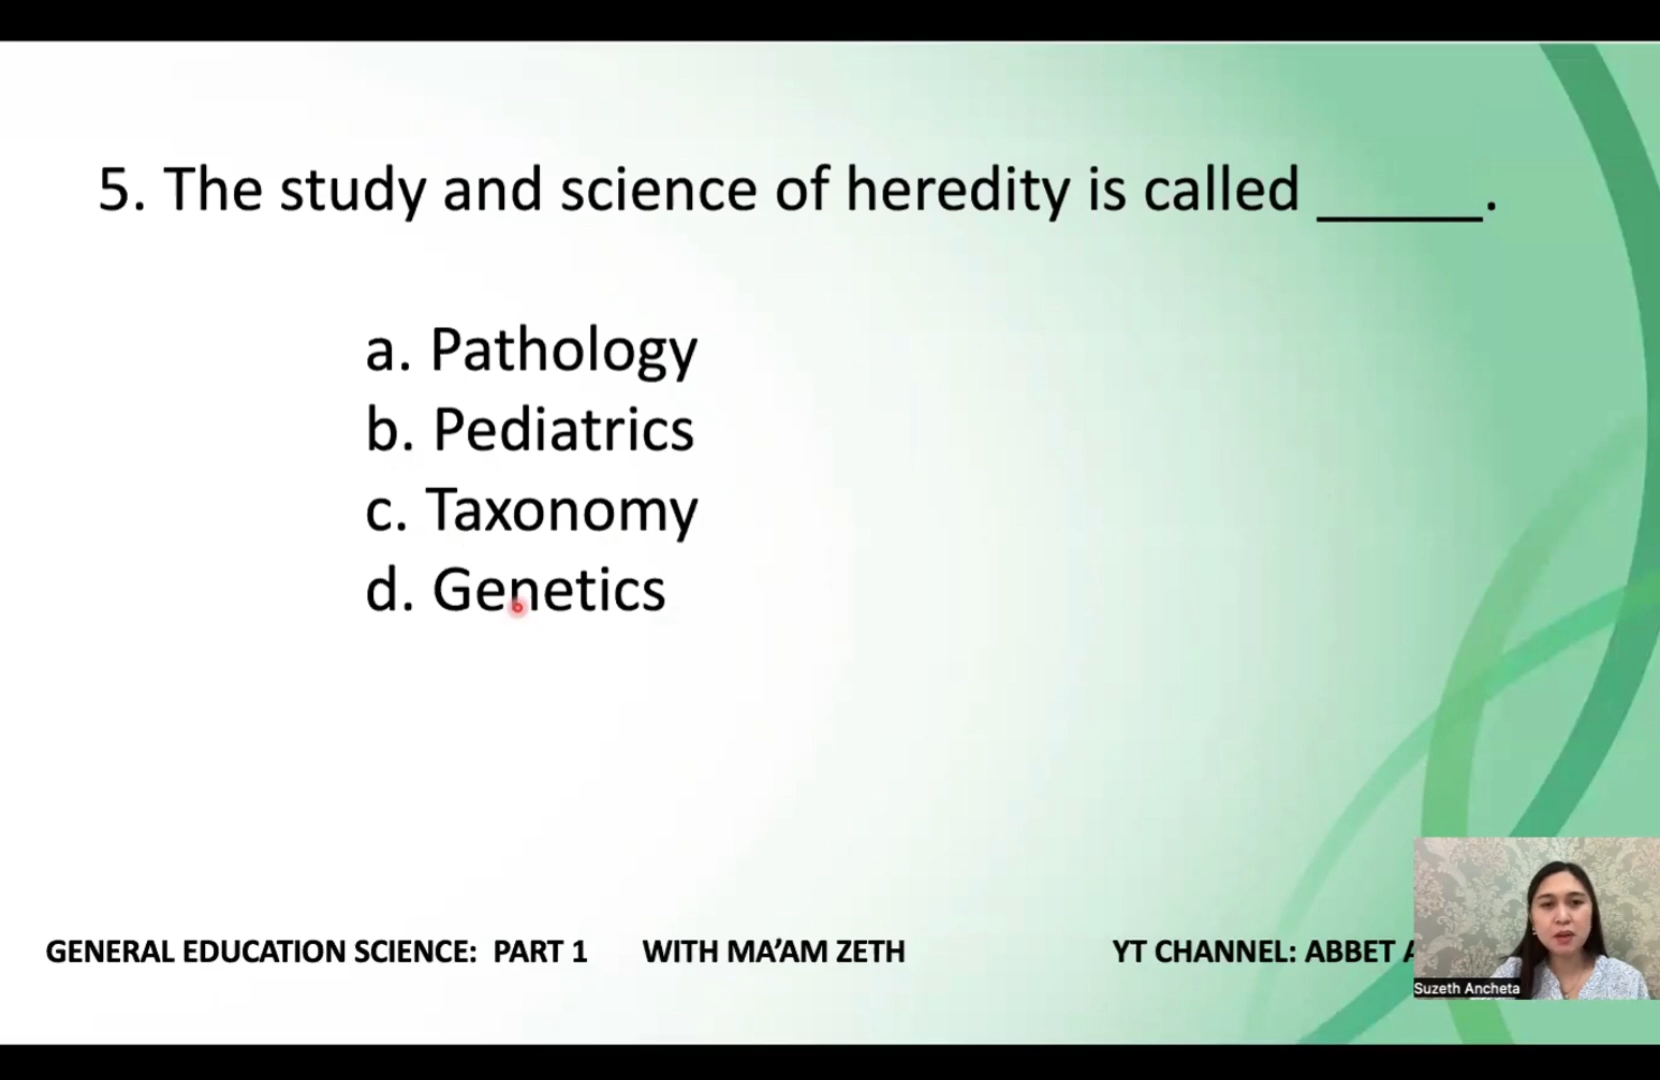 5. The study and science of heredity is called ______.
a. Pathology
b. Pediatrics
c. Taxonomy
d. Genetics
GENERAL EDUCATION SCIENCE: PART 1 WITH MA’AM ZETH YT CHANNEL: ABBET
Suzeth Ancheta